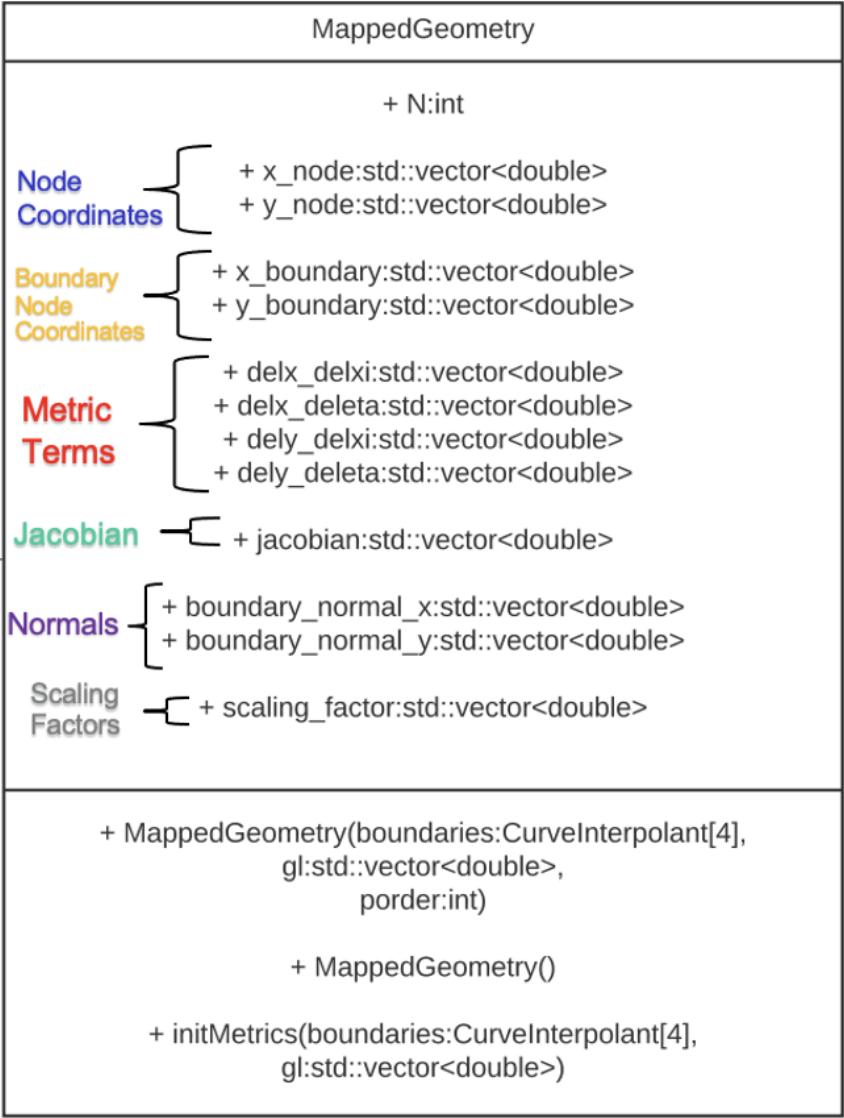 MappedGeometry
+ N:int
Node
Coordinates
+ x_node:std::vector<double>
+ y_node:std::vector<double>
Boundary
Node
Coordinates
+ x_boundary:std::vector<double>
+ y_boundary:std::vector<double>
Metric
Terms
+ delx_delxi:std::vector<double>
+ delx_deleta:std::vector<double>
+ dely_delxi:std::vector<double>
+ dely_deleta:std::vector<double>
Jacobian
+ jacobian:std::vector<double>
Normals
+ boundary_normal_x:std::vector<double>
+ boundary_normal_y:std::vector<double>
Scaling
Factors
+ scaling_factor:std::vector<double>
+ MappedGeometry(boundaries:CurveInterpolant[4],
gl:std::vector<double>,
porder:int)
+ MappedGeometry()
+ initMetrics(boundaries:CurveInterpolant[4],
gl:std::vector<double>)